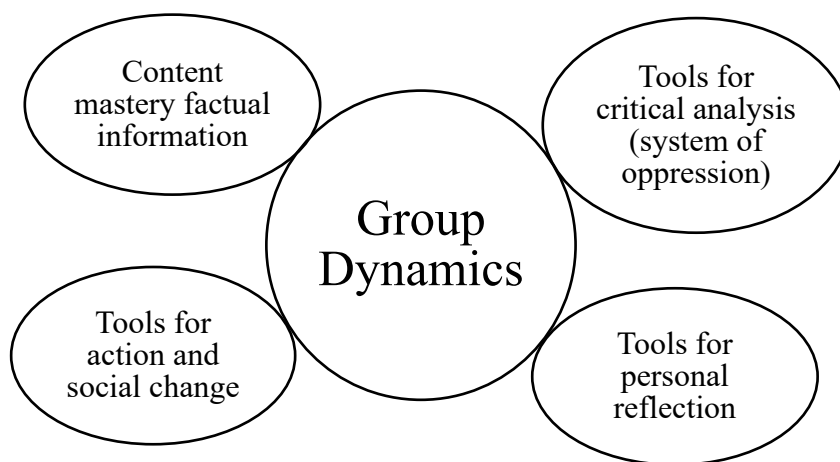 Content
mastery factual
information
Tools for
critical analysis
(system of
oppression)
Group
Dynamics
Tools for
action and
social change
Tools for
personal
reflection